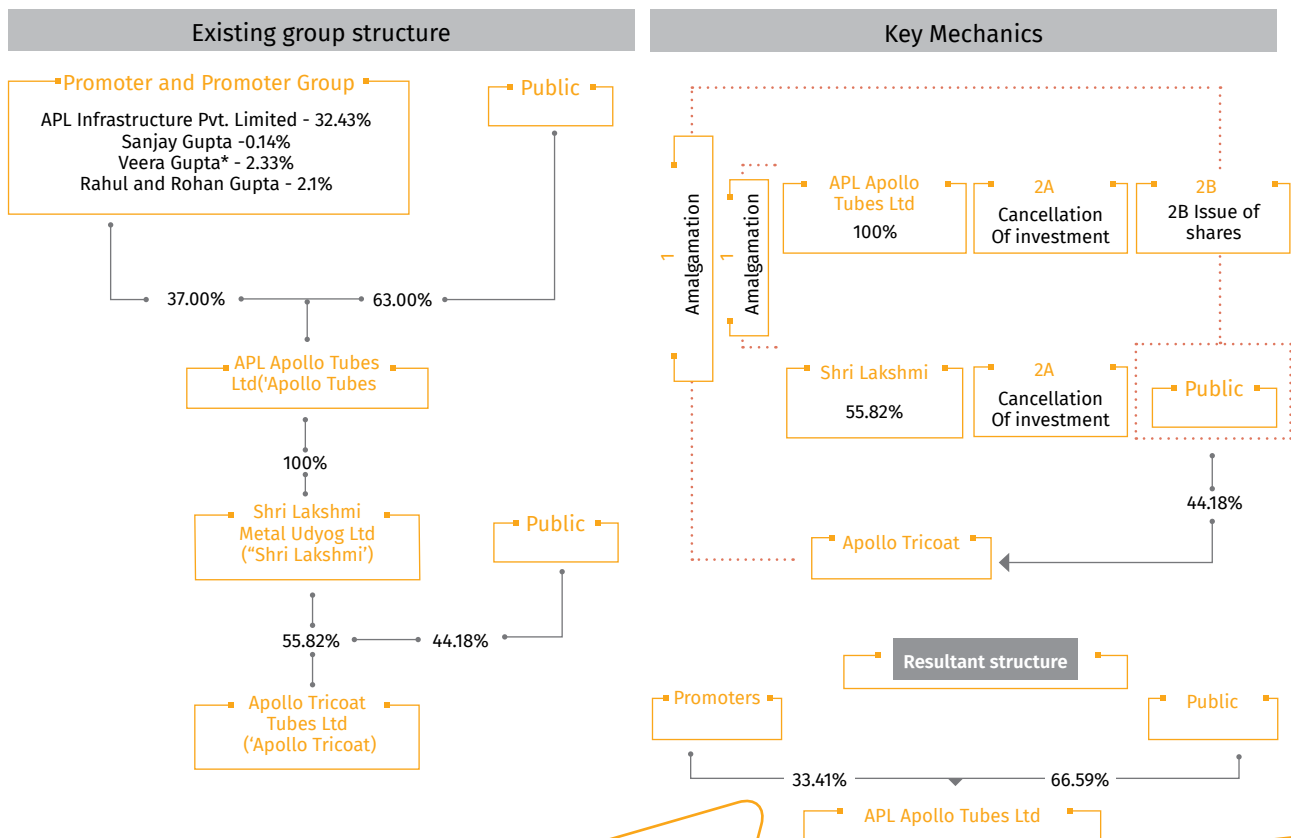 Existing group structure
Promoter and Promoter Group
APL Infrastructure Pvt. Limited - 32.43%
Sanjay Gupta -0.14%
Veera Gupta* - 2.33%
Rahul and Rohan Gupta - 2.1%
Public
37.00%
63.00%
APL Apollo Tubes
Ltd('Apollo Tubes
100%
Shri Lakshmi
Metal Udyog Ltd
(“Shri Lakshmi’)
Public
55.82%
44.18%
Apollo Tricoat
Tubes Ltd
(‘Apollo Tricoat)
Key Mechanics
1
Amalgamation
1
Amalgamation
APL Apollo
Tubes Ltd
100%
2A
Cancellation
Of investment
2B
2B Issue of
shares
Shri Lakshmi
55.82%
2A
Cancellation
Of investment
Public
44.18%
Apollo Tricoat
Resultant structure
Promoters
Public
33.41%
66.59%
APL Apollo Tubes Ltd